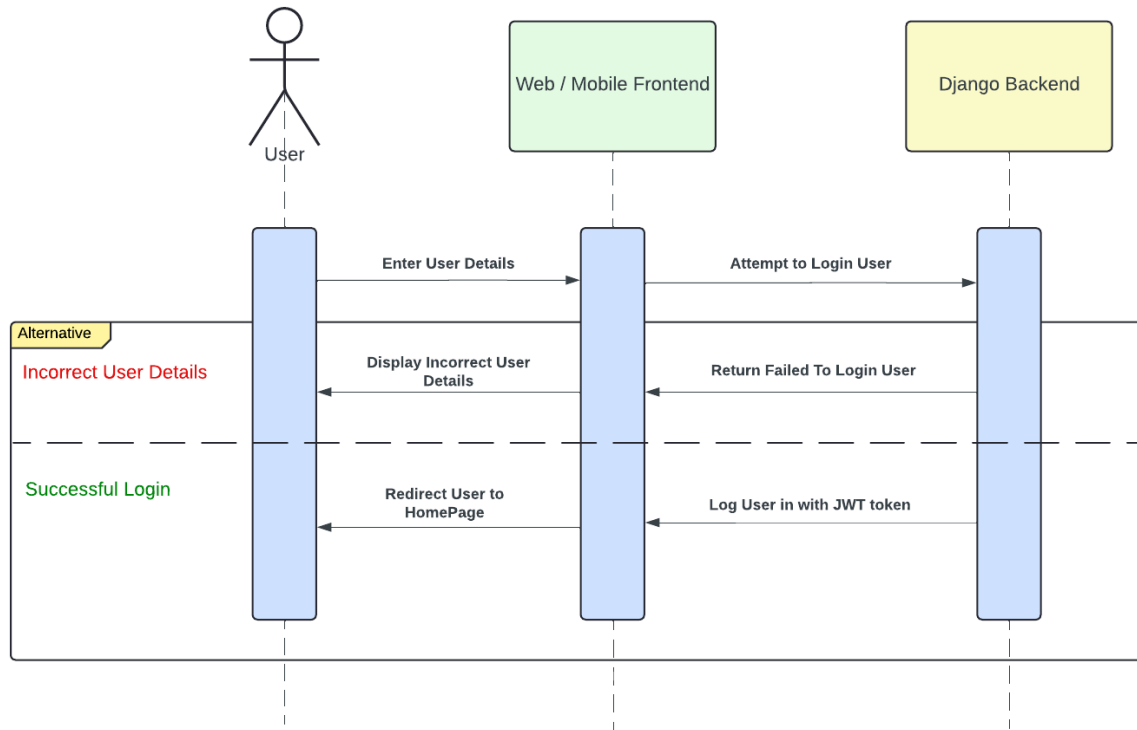 User
Web / Mobile Frontend
Django Backend
Enter User Details
Attempt to Login User
Alternative
Incorrect User Details
Display Incorrect User
Details
Return Failed To Login User
Successful Login
Redirect User to
HomePage
Log User in with JWT token